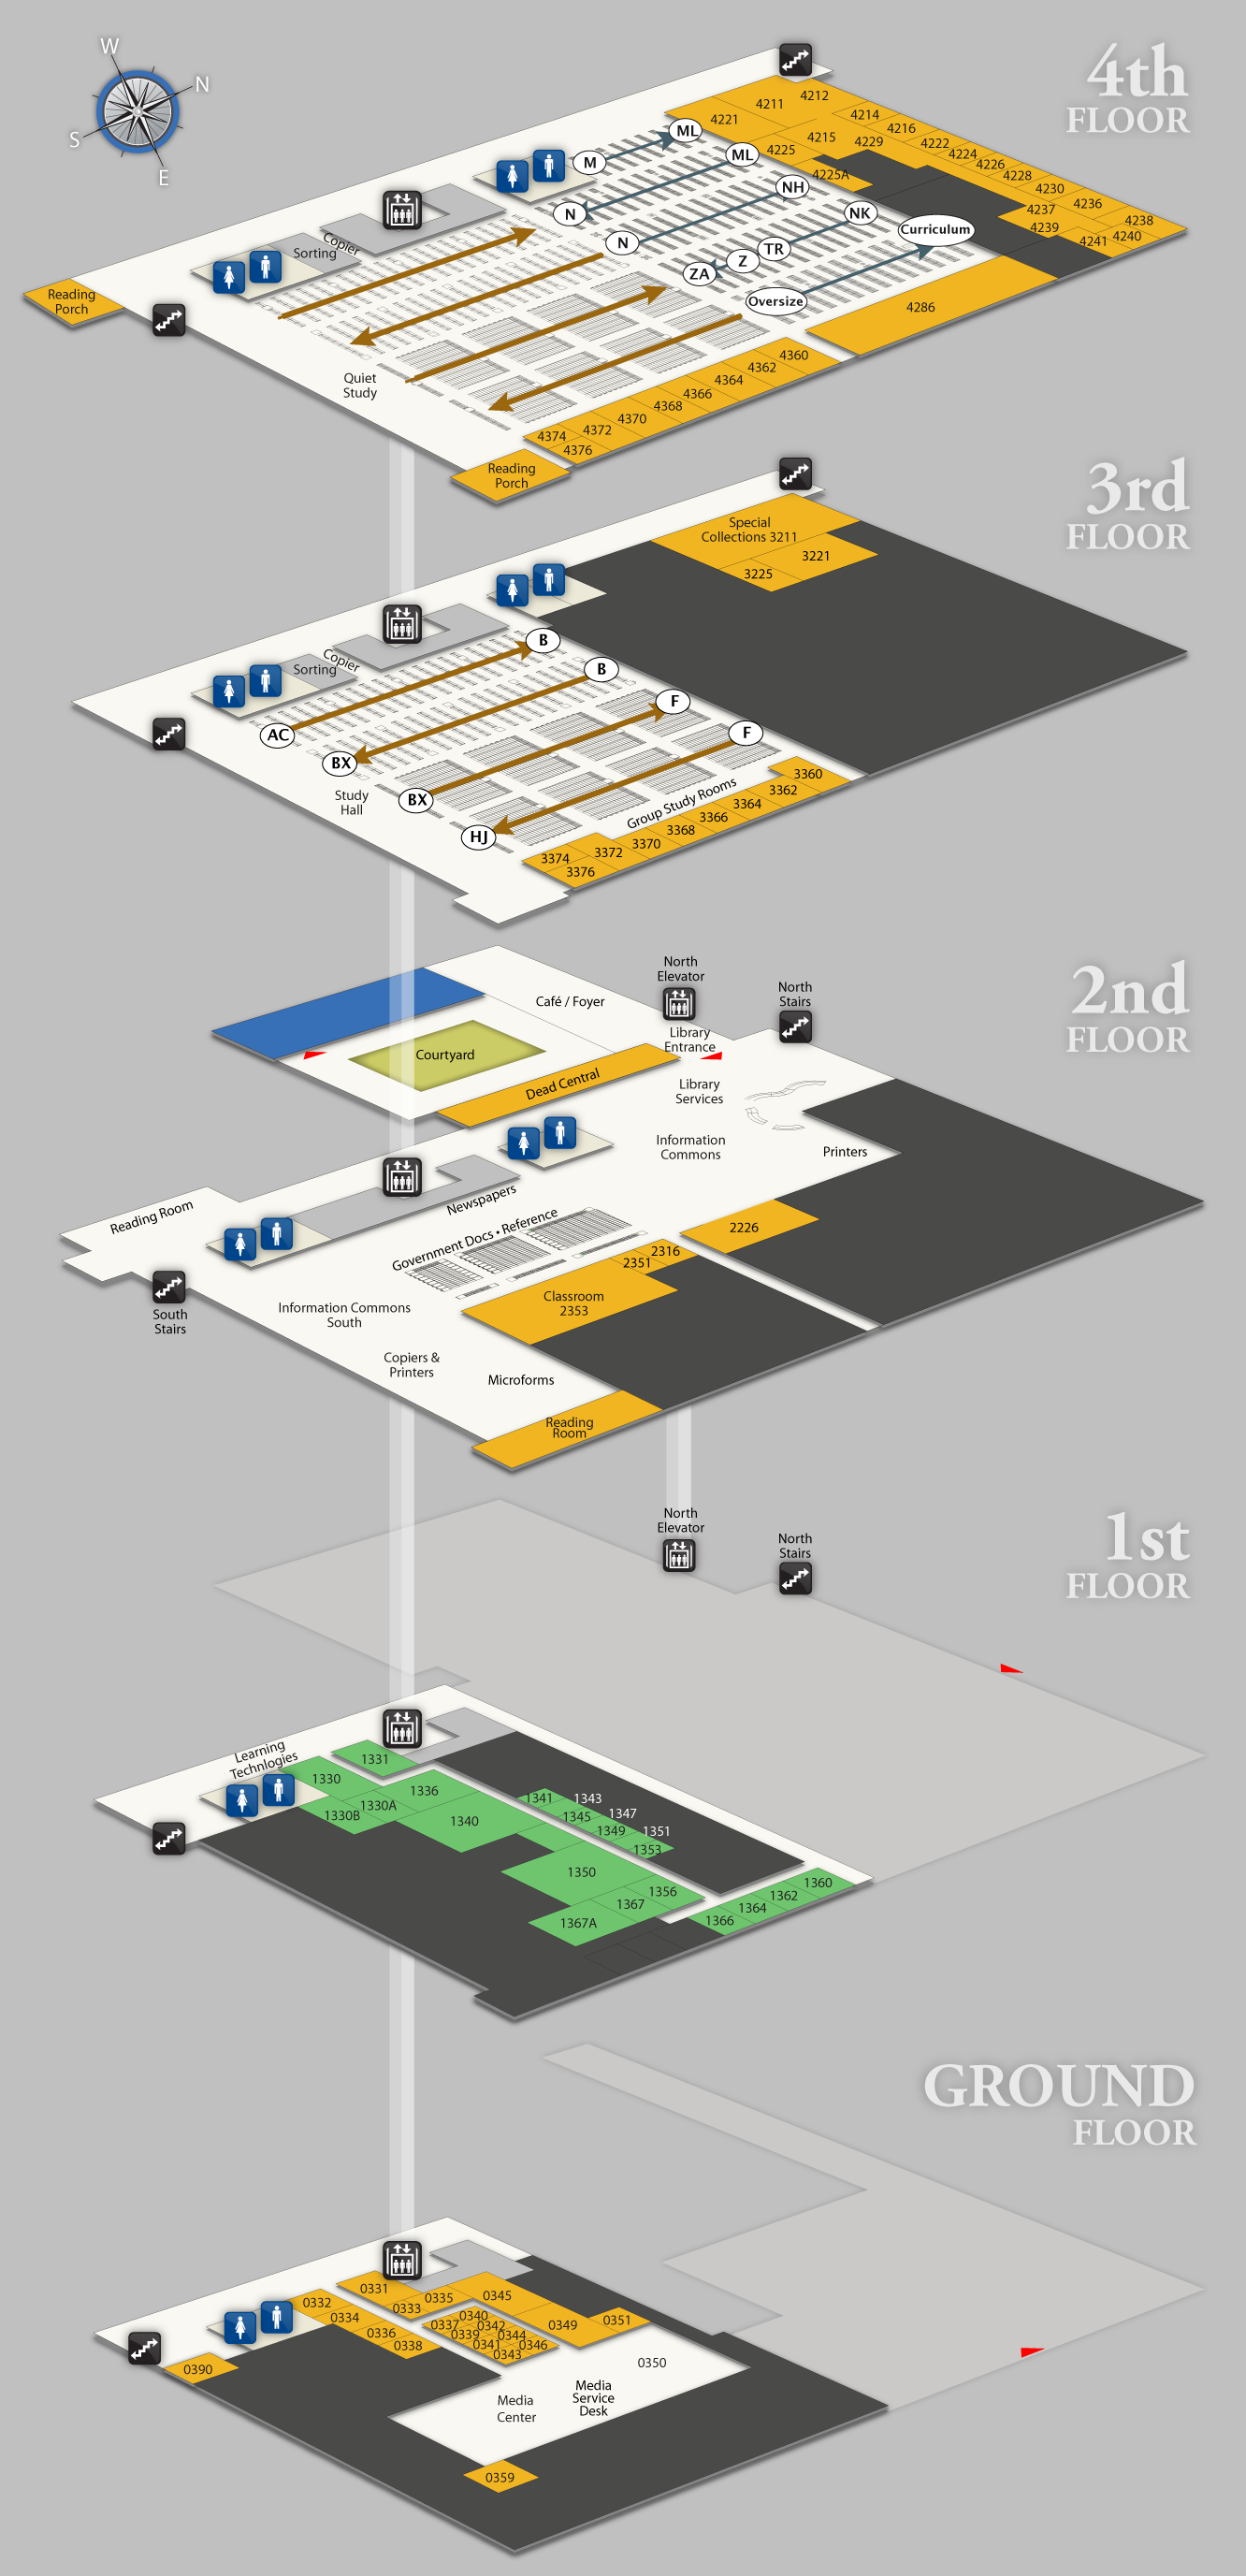 W
N
S
E
4th
FLOOR
4212
4211
4221
4214
4216
4215
4229
4222
4225
4224
4226
4225A
4228
4230
4236
4237
4238
4239
4240
4241
ML
M
ML
NH
N
NK
Curriculum
N
TR
Z
ZA
Oversize
Copier
Sorting
Reading
Porch
4286
Quiet
Study
4360
4362
4364
4366
4368
4370
4372
4374
4376
Reading
Porch
3rd
FLOOR
Special
Collections 3211
3221
3225
Copier
Sorting
B
B
F
AC
F
BX
BX
HJ
Study
Hall
Group Study Rooms
3360
3362
3364
3366
3368
3370
3372
3374
3376
2nd
FLOOR
North
Elevator
North
Stairs
Café / Foyer
Library
Entrance
Courtyard
Dead Central
Library
Services
Information
Commons
Printers
Newspapers
Reading Room
Government Docs • Reference
2226
2316
2351
Classroom
2353
South
Stairs
Information Commons
South
Copiers &
Printers
Microforms
Reading
Room
1st
FLOOR
North
Elevator
North
Stairs
Learning
Technlogies
1331
1330
1336
1330A
1330B
1340
1341
1343
1345
1347
1349
1351
1353
1350
1356
1367
1367A
1360
1362
1364
1366
GROUND
FLOOR
0331
0332
0333
0335
0345
0334
0336
0338
0340
0337
0342
0339
0344
0341
0346
0343
0349
0351
0390
0350
Media
Service
Desk
Media
Center
0359